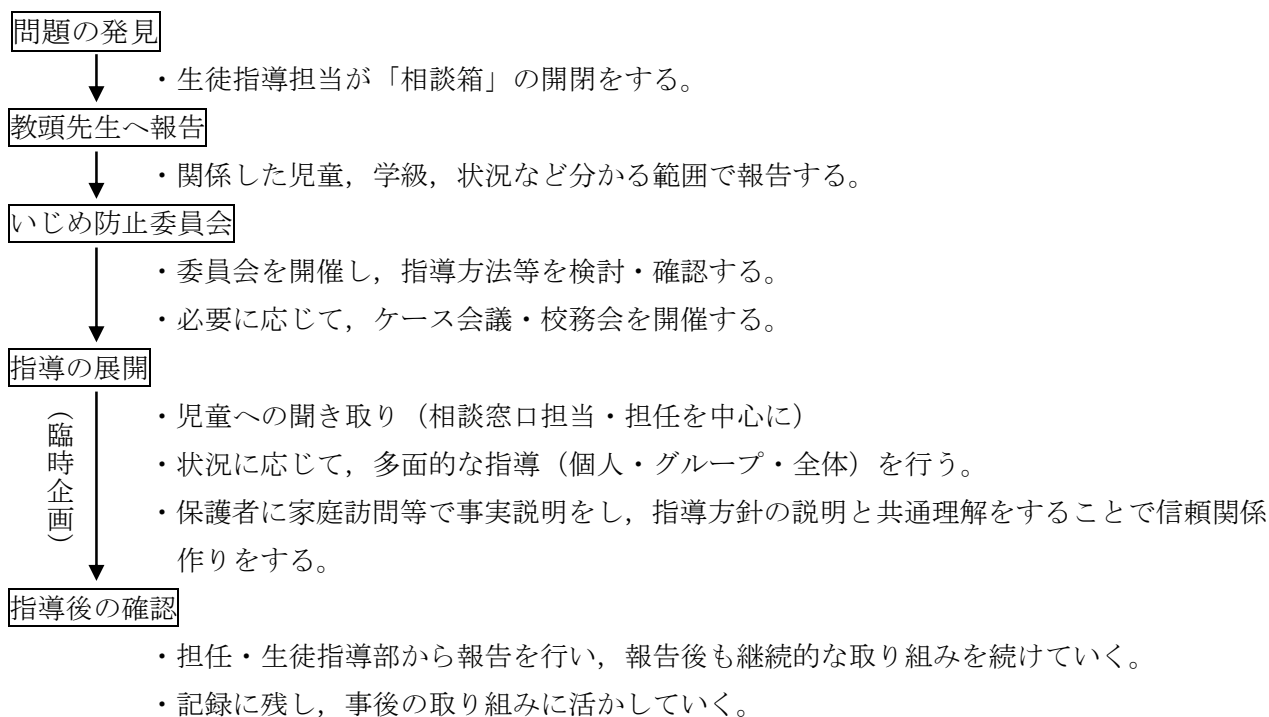 問題の発見
・生徒指導担当が「相談箱」の開閉をする。
教頭先生へ報告
・関係した児童，学級，状況など分かる範囲で報告する。
いじめ防止委員会
・委員会を開催し，指導方法等を検討・確認する。
・必要に応じて，ケース会議・校務会を開催する。
指導の展開
（臨時企画）
・児童への聞き取り（相談窓口担当・担任を中心に）
・状況に応じて，多面的な指導（個人・グループ・全体）を行う。
・保護者に家庭訪問等で事実説明をし，指導方針の説明と共通理解をすることで信頼関係
作りをする。
指導後の確認
・担任・生徒指導部から報告を行い，報告後も継続的な取り組みを続けていく。
・記録に残し，事後の取り組みに活かしていく。